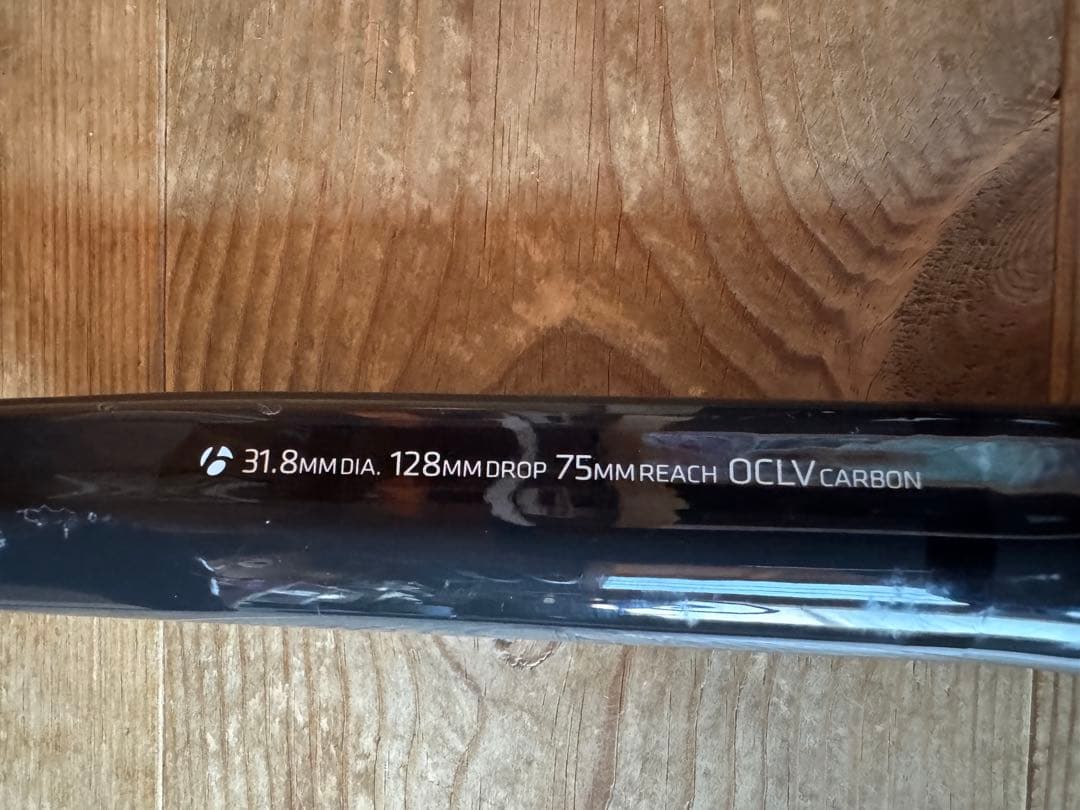 31.8MM DIA. 128MM DROP 75MM REACH OCLV CARBON